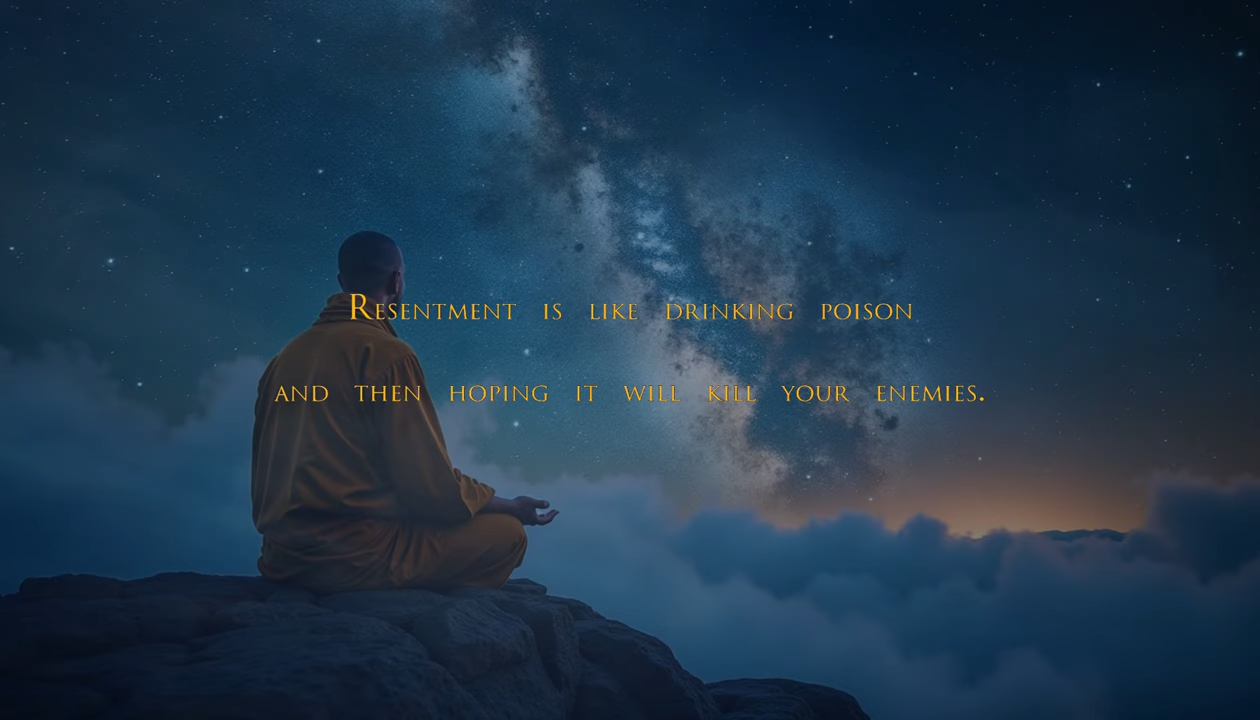 Resentment is like drinking poison
and then hoping it will kill your enemies.